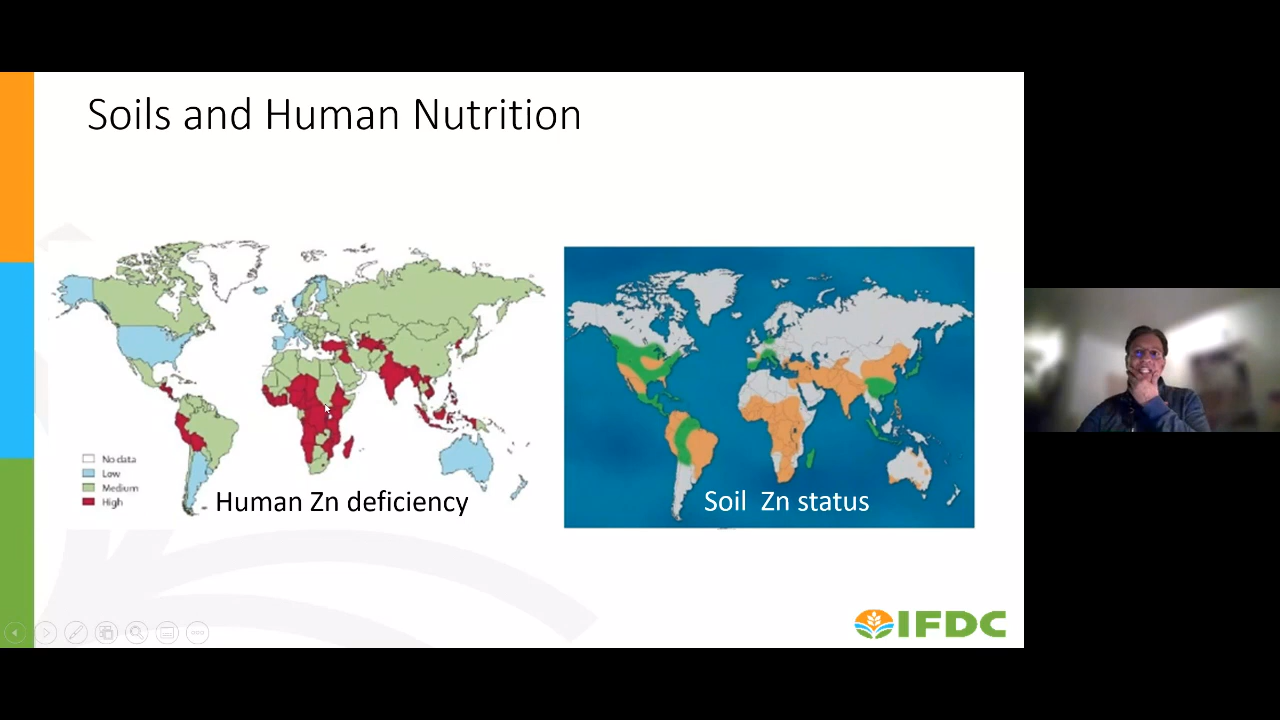 Soils and Human Nutrition
No data
Low
Medium
High
Human Zn deficiency
Soil Zn status
IFDC